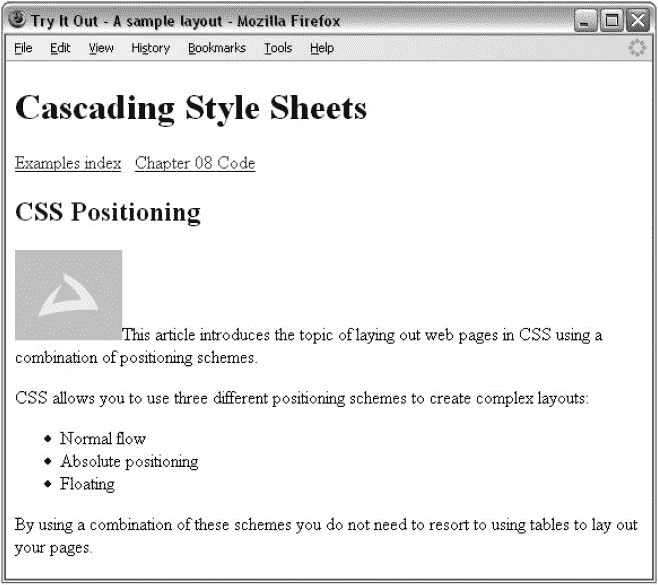 Try It Out - A sample layout - Mozilla Firefox
File Edit View History Bookmarks Tools Help
Cascading Style Sheets
Examples index Chapter 08 Code
CSS Positioning
This article introduces the topic of laying out web pages in CSS using a
combination of positioning schemes.
CSS allows you to use three different positioning schemes to create complex layouts:
• Normal flow
• Absolute positioning
• Floating
By using a combination of these schemes you do not need to resort to using tables to lay out
your pages.